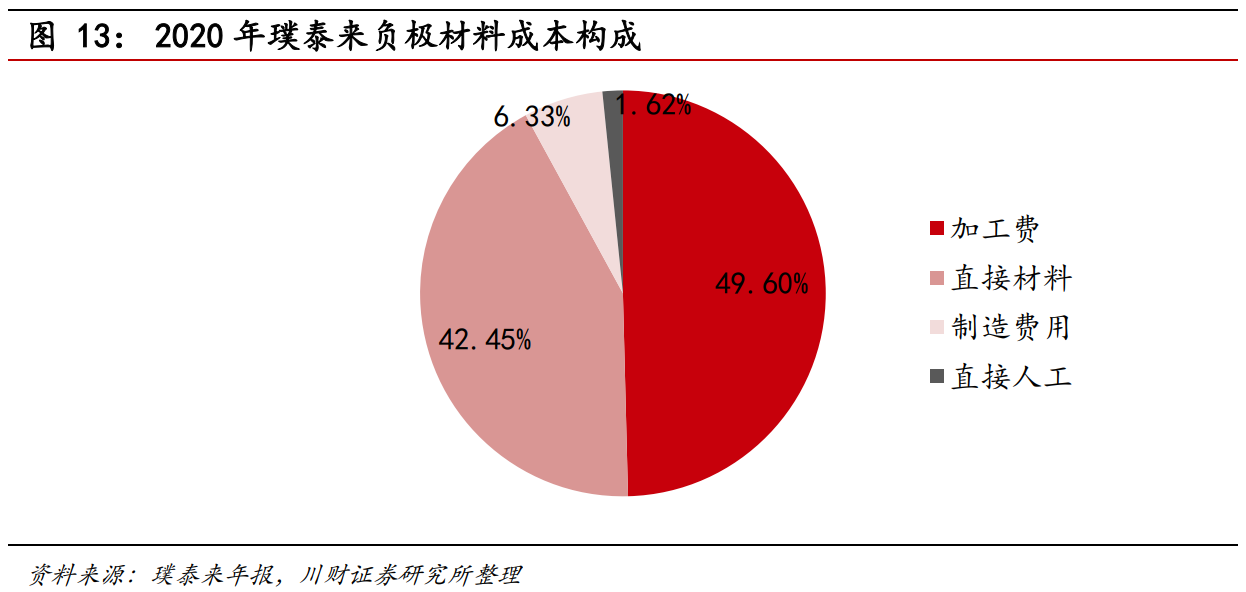 图 13： 2020 年璞泰来负极材料成本构成
6.33%
1.62%
49.60%
42.45%
加工费
直接材料
制造费用
直接人工
资料来源：璞泰来年报，川财证券研究所整理